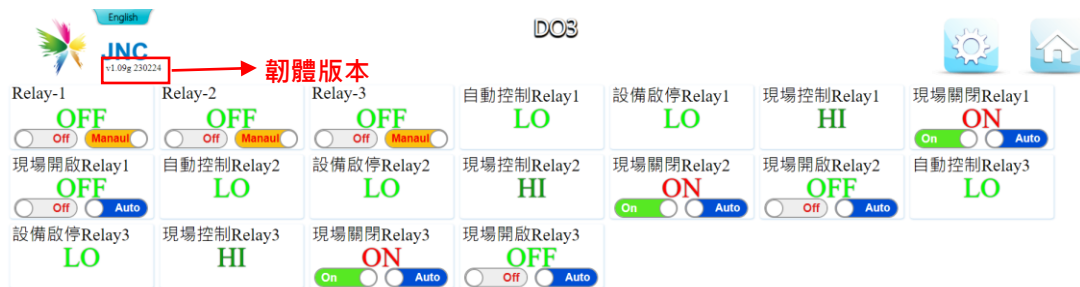 English
DO3
JNC
v1.09g 230224
韌體版本
Relay-1
OFF
Off Manaul
Relay-2
OFF
Off Manaul
Relay-3
OFF
Off Manaul
自動控制Relay1
LO
設備啟停Relay1
LO
現場控制Relay1
HI
現場關閉Relay1
ON
On Auto
現場開啟Relay1
OFF
Off Auto
自動控制Relay2
LO
設備啟停Relay2
LO
現場控制Relay2
HI
現場關閉Relay2
ON
On Auto
現場開啟Relay2
OFF
Off Auto
自動控制Relay3
LO
設備啟停Relay3
LO
現場控制Relay3
HI
現場關閉Relay3
ON
On Auto
現場開啟Relay3
OFF
Off Auto